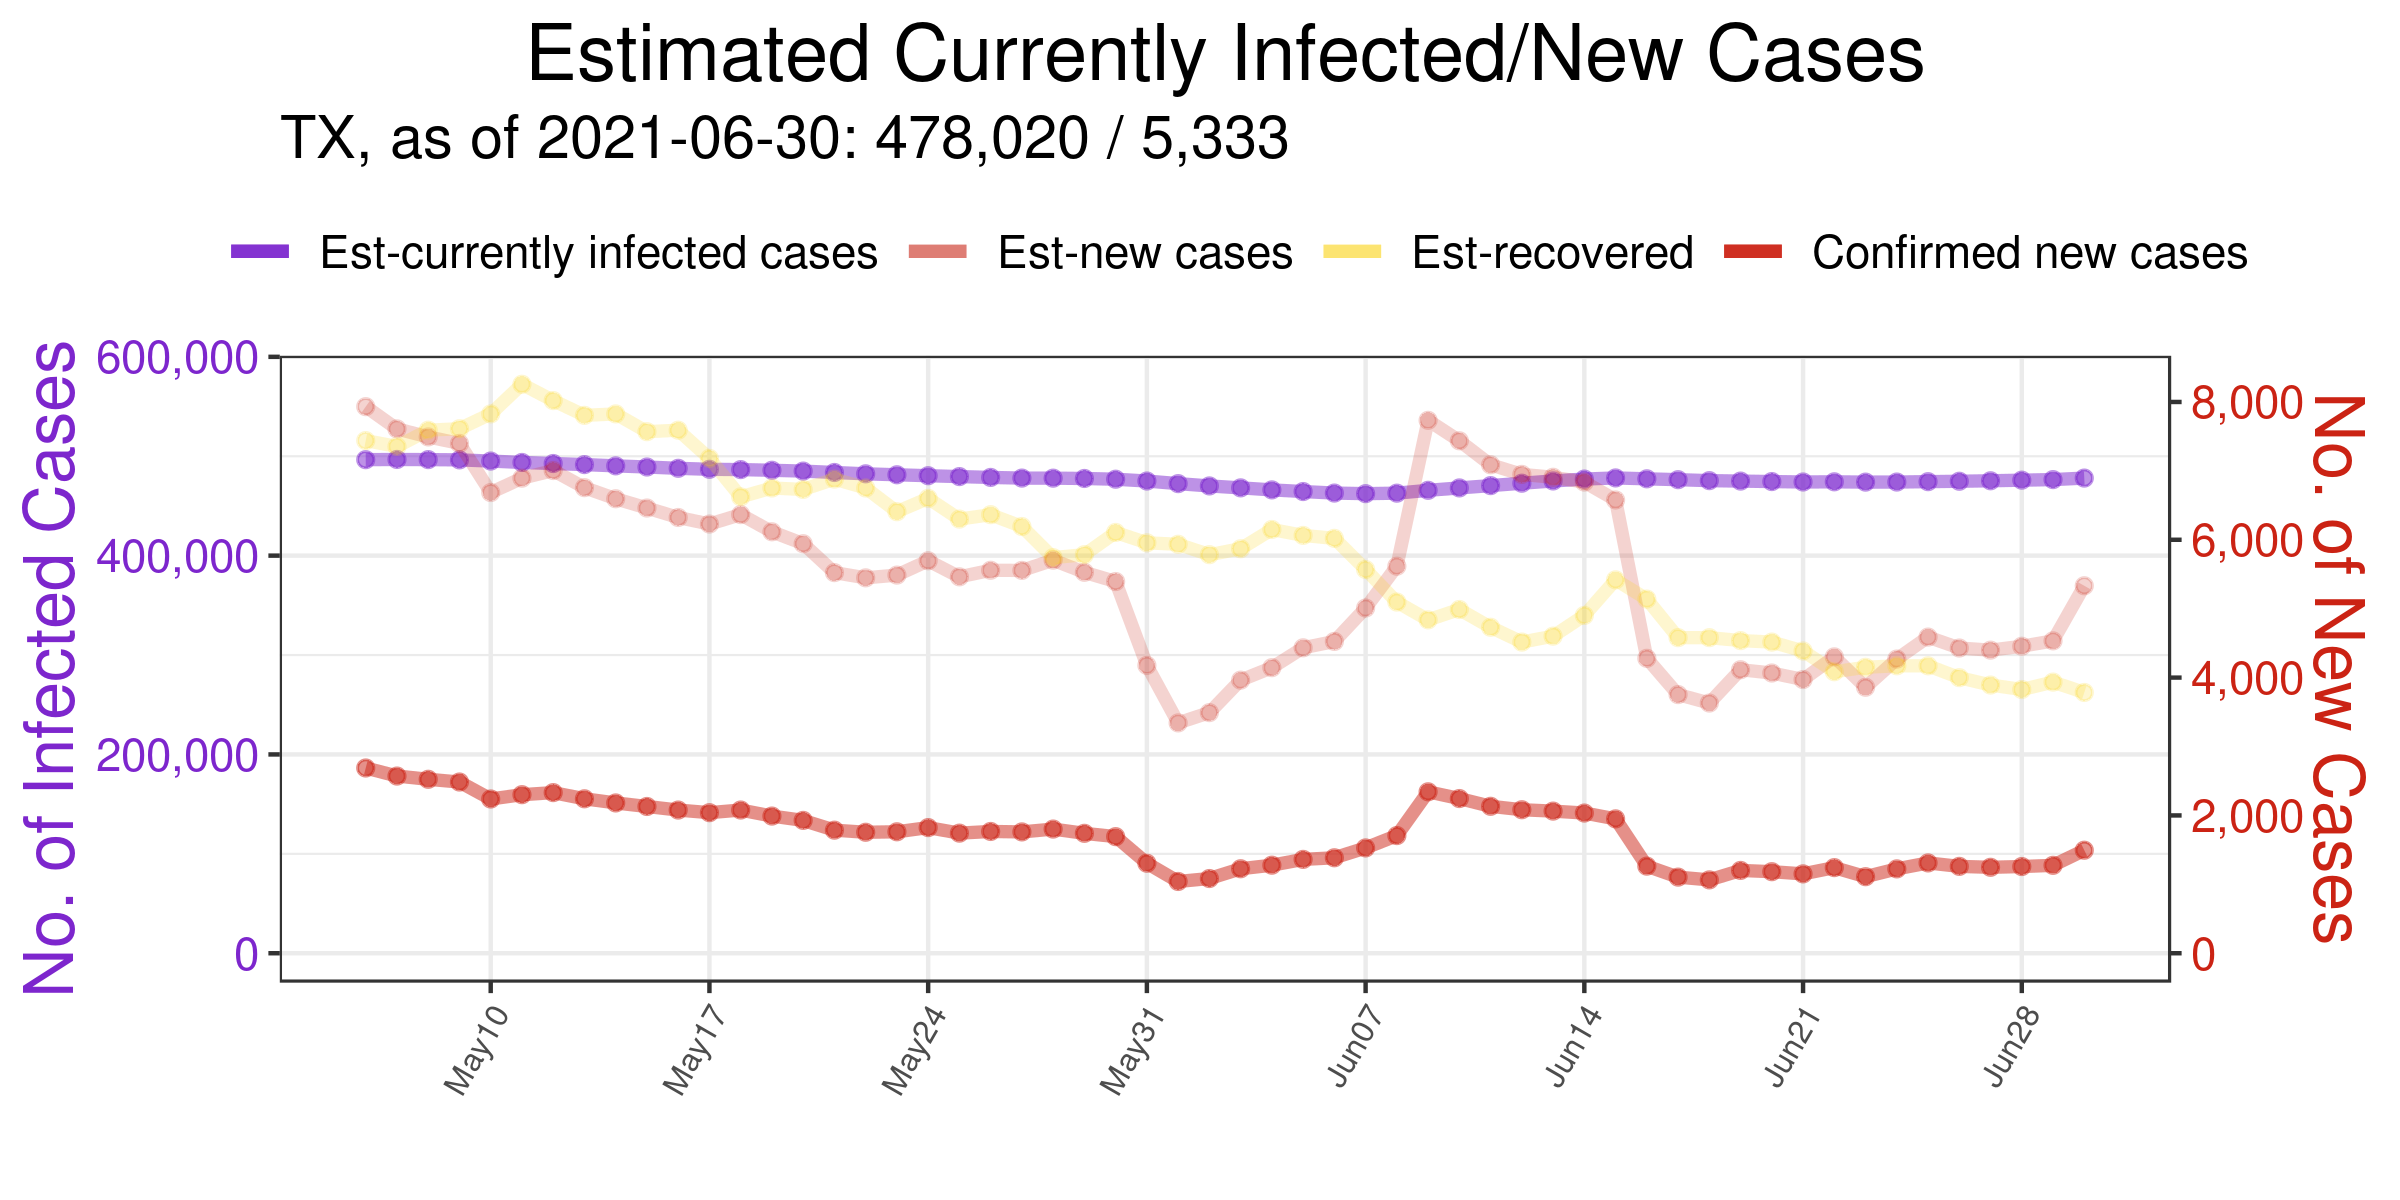 Estimated Currently Infected/New Cases
TX, as of 2021-06-30: 478,020 / 5,333
Est-currently infected cases
Est-new cases
Est-recovered
Confirmed new cases
No. of Infected Cases
600,000
400,000
200,000
0
No. of New Cases
8,000
6,000
4,000
2,000
0
May10
May17
May24
May31
Jun07
Jun14
Jun21
Jun28